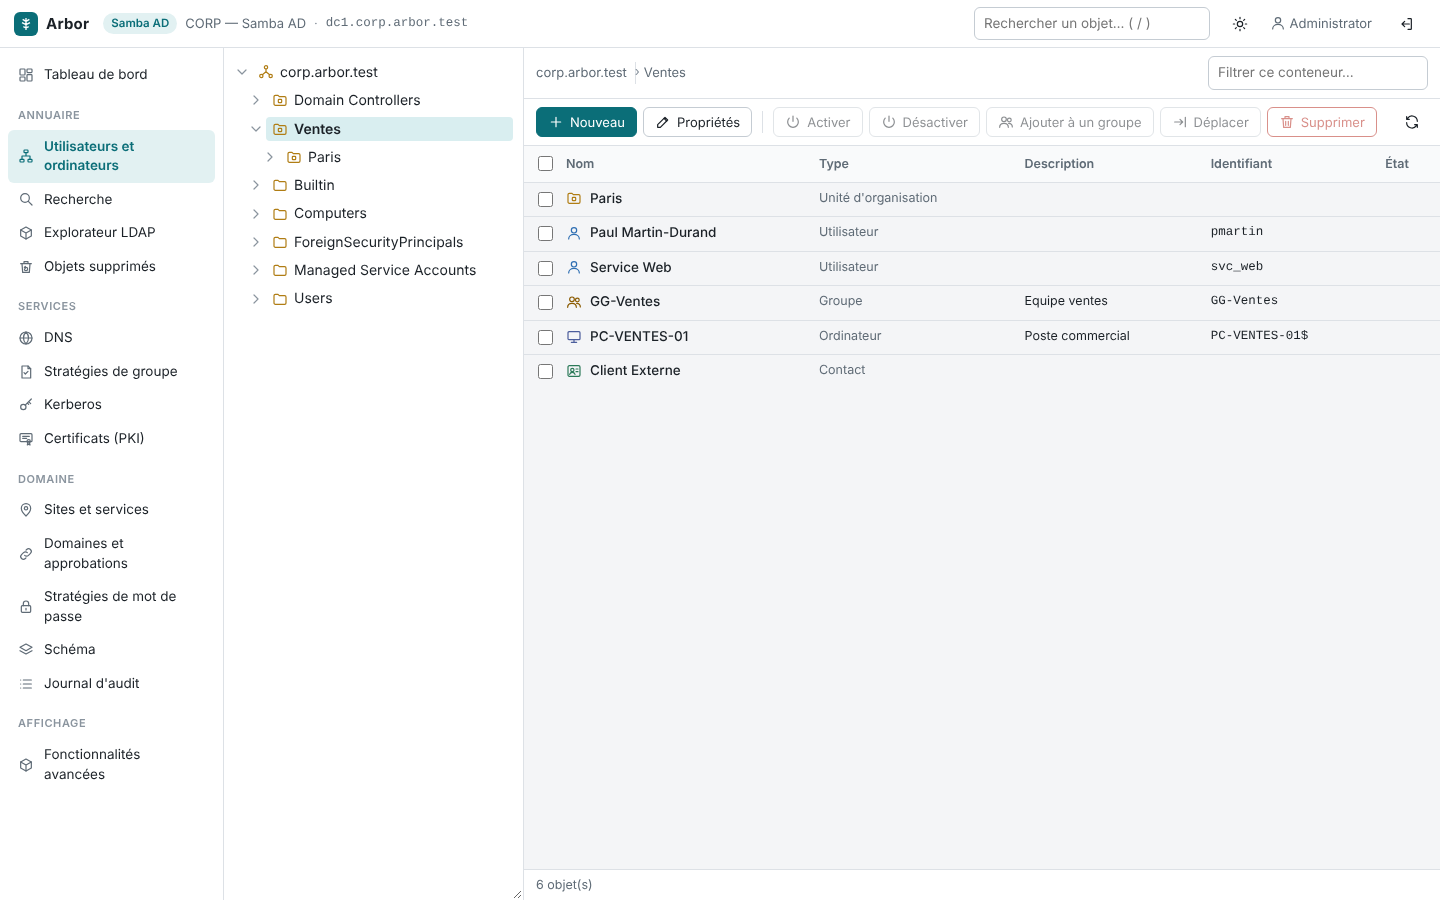 Arbor
Samba AD
CORP — Samba AD · dc1.corp.arbor.test
Rechercher un objet... ( / )
Administrator
Tableau de bord
ANNUAIRE
Utilisateurs et
ordinateurs
Recherche
Explorateur LDAP
Objets supprimés
SERVICES
DNS
Stratégies de groupe
Kerberos
Certificats (PKI)
DOMAINE
Sites et services
Domaines et
approbations
Stratégies de mot de
passe
Schéma
Journal d'audit
AFFICHAGE
Fonctionnalités
avancées
corp.arbor.test
Domain Controllers
Ventes
Paris
Builtin
Computers
ForeignSecurityPrincipals
Managed Service Accounts
Users
corp.arbor.test › Ventes
Filtrer ce conteneur...
Nouveau
Propriétés
Activer
Désactiver
Ajouter à un groupe
Déplacer
Supprimer
Nom Type Description Identifiant État
Paris Unité d'organisation
Paul Martin-Durand Utilisateur pmartin
Service Web Utilisateur svc_web
GG-Ventes Groupe Equipe ventes GG-Ventes
PC-VENTES-01 Ordinateur Poste commercial PC-VENTES-01$
Client Externe Contact
6 objet(s)